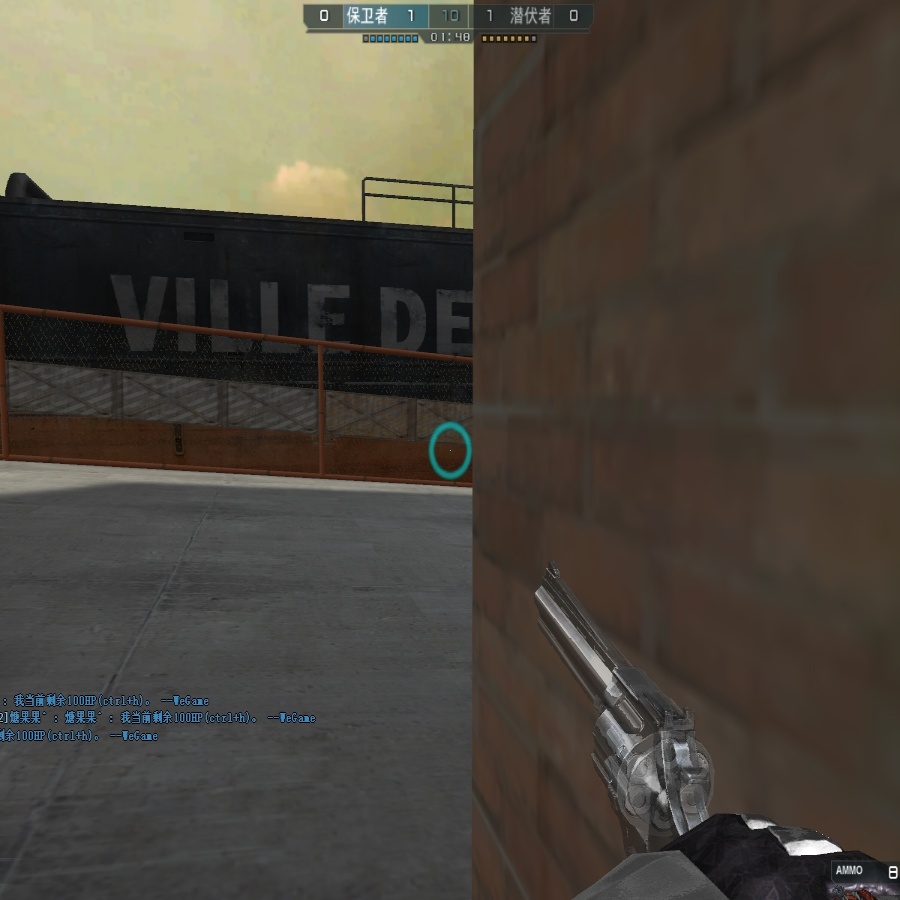 0 保卫者 1 10 1 潜伏者 0
01:48
VILLE DE
: 我当前剩余100HP(ctrl+h)。 --WeGame
2]糖果果^ : 糖果果^ : 我当前剩余100HP(ctrl+h)。 --WeGame
剩余100HP(ctrl+h)。 --WeGame
AMMO 8